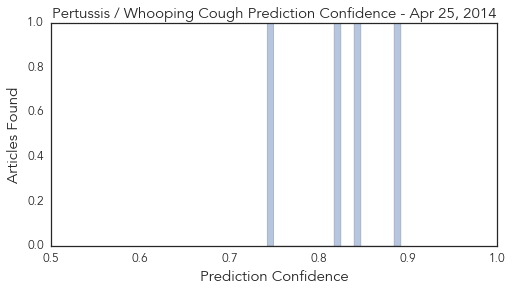 Pertussis / Whooping Cough Prediction Confidence - Apr 25, 2014
1.0
0.8
0.6
0.4
0.2
0.0
Articles Found
0.5 0.6 0.7 0.8 0.9 1.0
Prediction Confidence